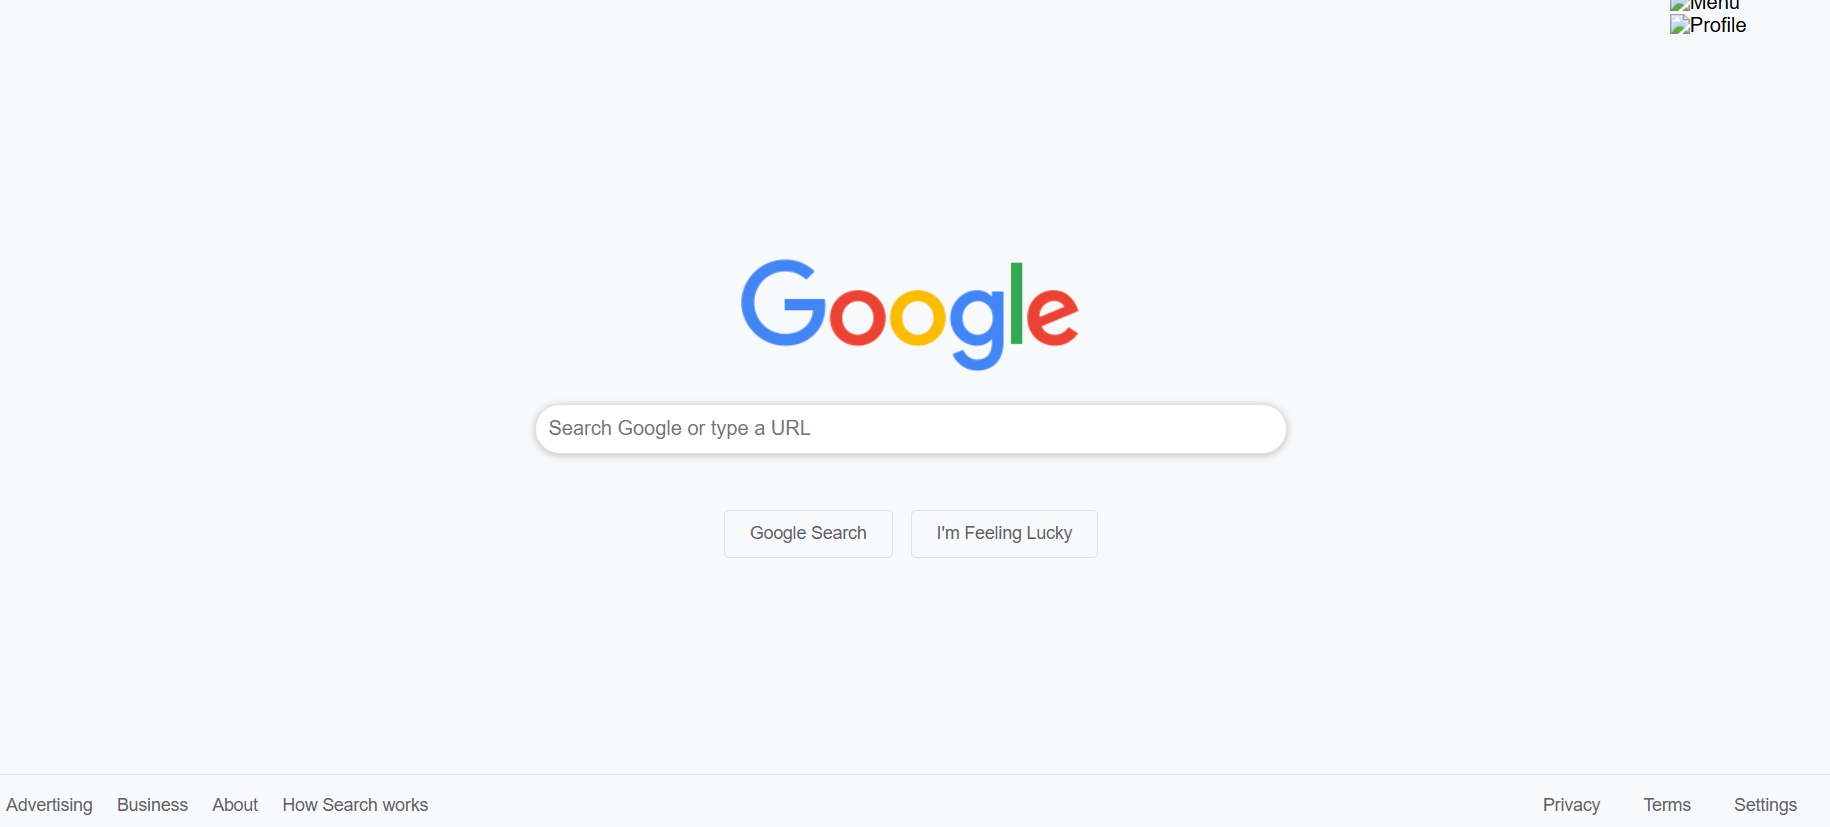 Menu
Profile
Google
Search Google or type a URL
Google Search I'm Feeling Lucky
Advertising Business About How Search works Privacy Terms Settings